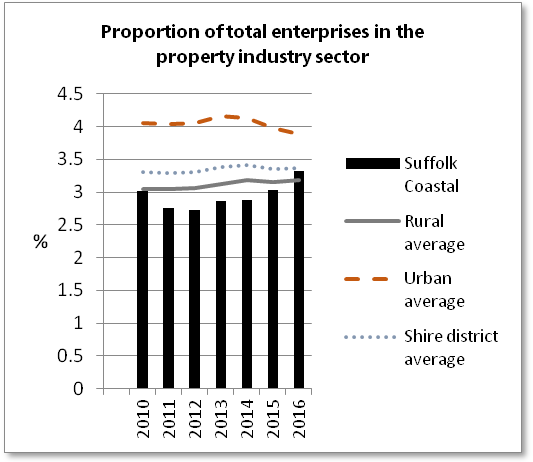 Proportion of total enterprises in the
property industry sector
4.5
4
3.5
3
2.5
2
1.5
1
0.5
0
%
2010
2011
2012
2013
2014
2015
2016
Suffolk
Coastal
Rural
average
Urban
average
Shire district
average